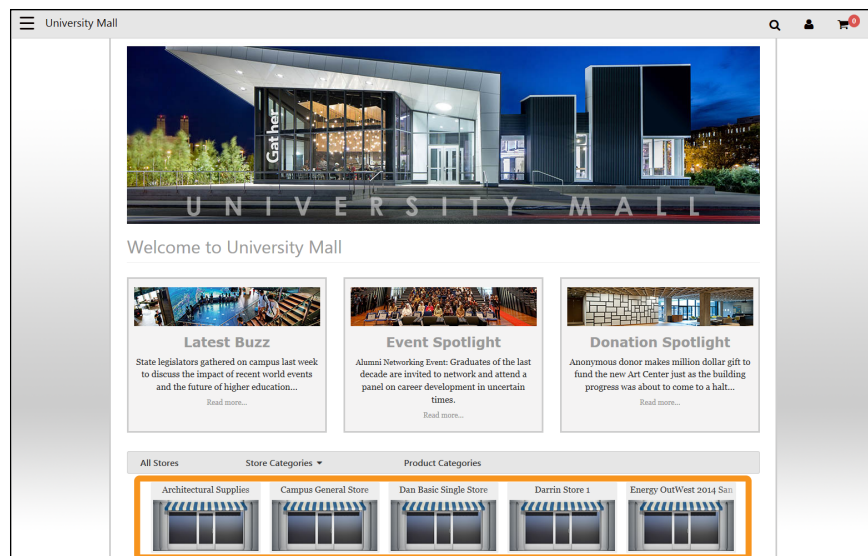 University Mall
0
Gather
UNIVERSITY MALL
Welcome to University Mall
Latest Buzz
State legislators gathered on campus last week
to discuss the impact of recent world events
and the future of higher education...
Read more...
Event Spotlight
Alumni Networking Event: Graduates of the last
decade are invited to network and attend a
panel on career development in uncertain
times.
Read more...
Donation Spotlight
Anonymous donor makes million dollar gift to
fund the new Art Center just as the building
progress was about to come to a halt...
Read more...
All Stores Store Categories Product Categories
Architectural Supplies Campus General Store Dan Basic Single Store Darrin Store 1 Energy OutWest 2014 San